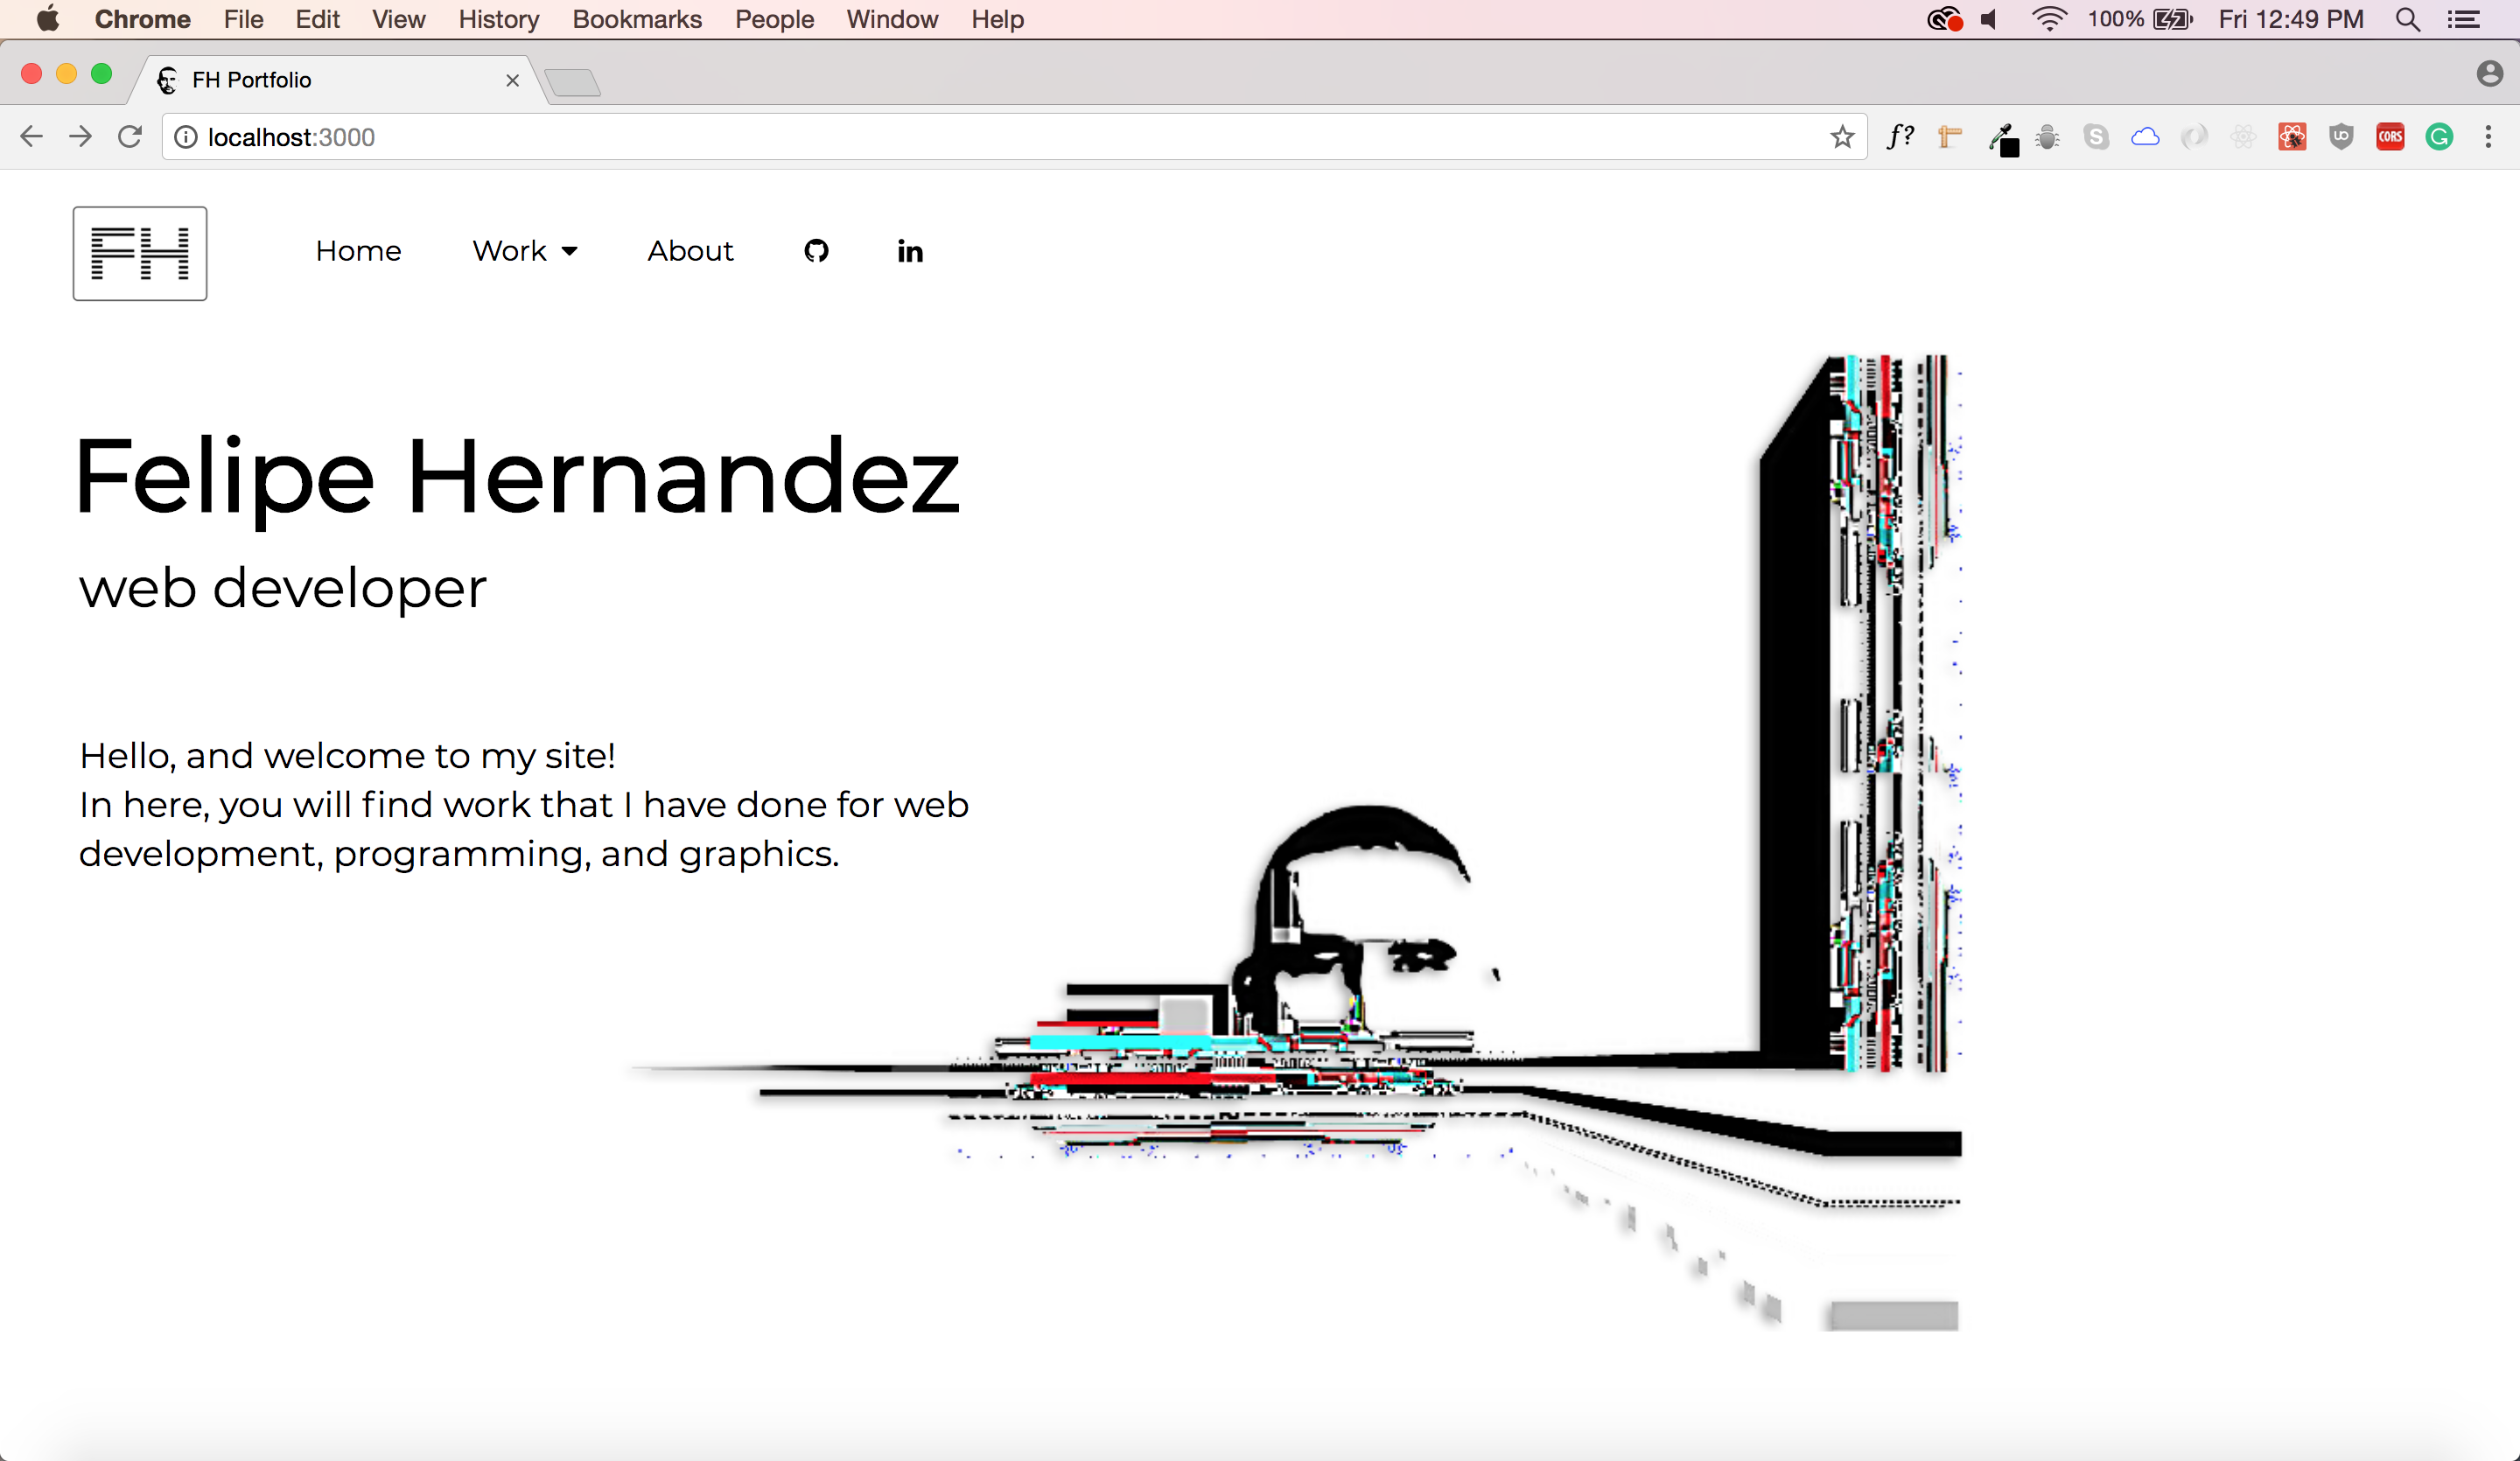 Chrome File Edit View History Bookmarks People Window Help 100% Fri 12:49 PM
FH Portfolio
localhost:3000 f? S UD CORS G
FH Home Work About in
Felipe Hernandez
web developer
Hello, and welcome to my site!
In here, you will find work that I have done for web
development, programming, and graphics.